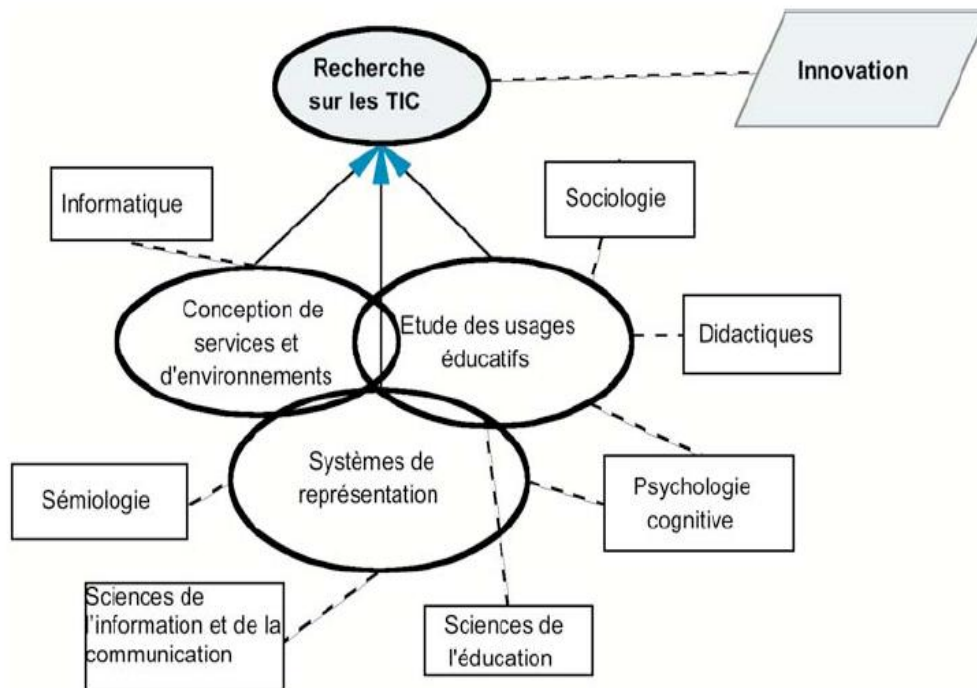 Recherche
sur les TIC
Innovation
Informatique
Sociologie
Conception de
services et
d'environnements
Etude des usages
éducatifs
Didactiques
Systèmes de
représentation
Sémiologie
Psychologie
cognitive
Sciences de
l'information et de la
communication
Sciences de
l'éducation